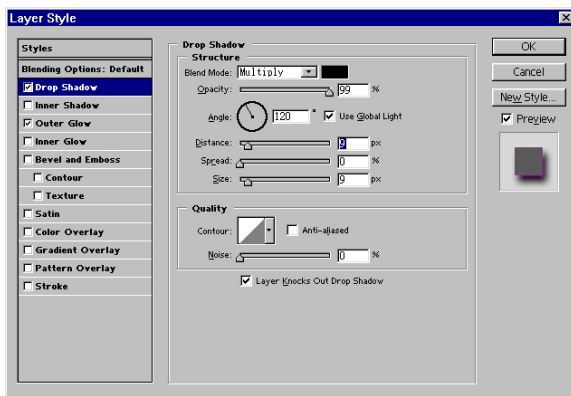 Layer Style
Styles
Blending Options: Default
Drop Shadow
Inner Shadow
Outer Glow
Inner Glow
Bevel and Emboss
Contour
Texture
Satin
Color Overlay
Gradient Overlay
Pattern Overlay
Stroke
Drop Shadow
Structure
Blend Mode: Multiply
Opacity: 99 %
Angle: 120 ° Use Global Light
Distance: 9 px
Spread: 0 %
Size: 9 px
Quality
Contour: Anti-aliased
Noise: 0 %
Layer Knocks Out Drop Shadow
OK
Cancel
New Style...
Preview